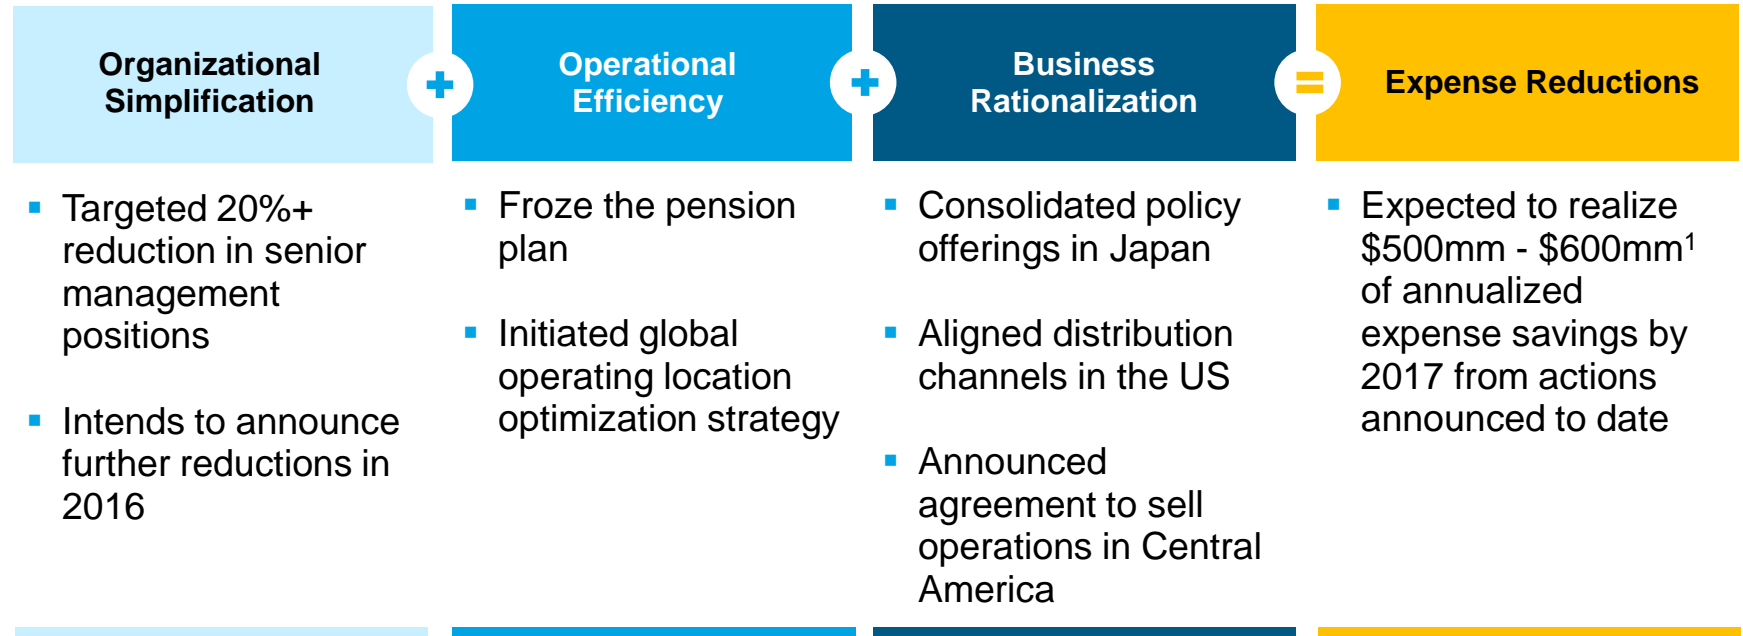 Organizational
Simplification
+
Operational
Efficiency
+
Business
Rationalization
=
Expense Reductions
▪ Targeted 20%+
reduction in senior
management
positions
▪ Intends to announce
further reductions in
2016
▪ Froze the pension
plan
▪ Initiated global
operating location
optimization strategy
▪ Consolidated policy
offerings in Japan
▪ Aligned distribution
channels in the US
▪ Announced
agreement to sell
operations in Central
America
▪ Expected to realize
$500mm - $600mm¹
of annualized
expense savings by
2017 from actions
announced to date